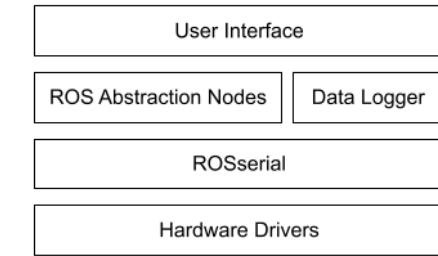 User Interface
ROS Abstraction Nodes
Data Logger
ROSserial
Hardware Drivers